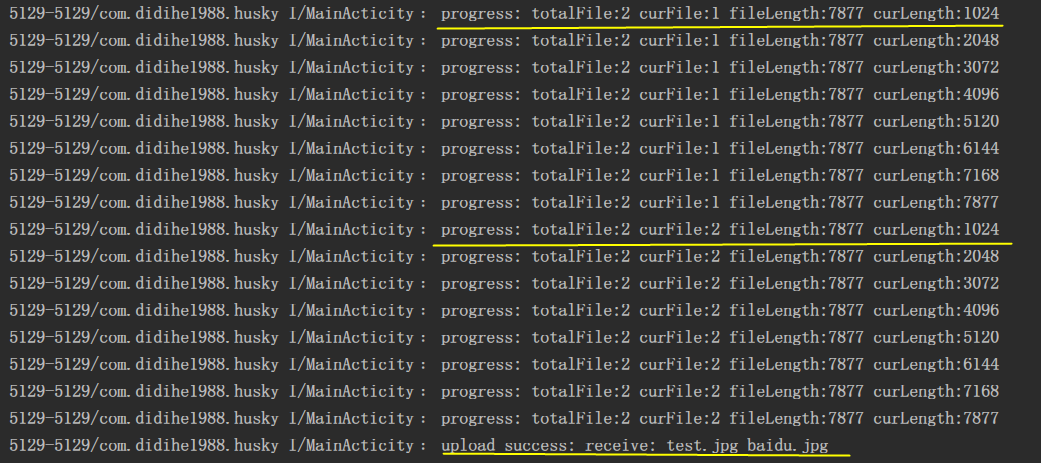 5129-5129/com.didihe1988.husky I/MainActicity: progress: totalFile:2 curFile:1 fileLength:7877 curLength:1024
5129-5129/com.didihe1988.husky I/MainActicity: progress: totalFile:2 curFile:1 fileLength:7877 curLength:2048
5129-5129/com.didihe1988.husky I/MainActicity: progress: totalFile:2 curFile:1 fileLength:7877 curLength:3072
5129-5129/com.didihe1988.husky I/MainActicity: progress: totalFile:2 curFile:1 fileLength:7877 curLength:4096
5129-5129/com.didihe1988.husky I/MainActicity: progress: totalFile:2 curFile:1 fileLength:7877 curLength:5120
5129-5129/com.didihe1988.husky I/MainActicity: progress: totalFile:2 curFile:1 fileLength:7877 curLength:6144
5129-5129/com.didihe1988.husky I/MainActicity: progress: totalFile:2 curFile:1 fileLength:7877 curLength:7168
5129-5129/com.didihe1988.husky I/MainActicity: progress: totalFile:2 curFile:1 fileLength:7877 curLength:7877
5129-5129/com.didihe1988.husky I/MainActicity: progress: totalFile:2 curFile:2 fileLength:7877 curLength:1024
5129-5129/com.didihe1988.husky I/MainActicity: progress: totalFile:2 curFile:2 fileLength:7877 curLength:2048
5129-5129/com.didihe1988.husky I/MainActicity: progress: totalFile:2 curFile:2 fileLength:7877 curLength:3072
5129-5129/com.didihe1988.husky I/MainActicity: progress: totalFile:2 curFile:2 fileLength:7877 curLength:4096
5129-5129/com.didihe1988.husky I/MainActicity: progress: totalFile:2 curFile:2 fileLength:7877 curLength:5120
5129-5129/com.didihe1988.husky I/MainActicity: progress: totalFile:2 curFile:2 fileLength:7877 curLength:6144
5129-5129/com.didihe1988.husky I/MainActicity: progress: totalFile:2 curFile:2 fileLength:7877 curLength:7168
5129-5129/com.didihe1988.husky I/MainActicity: progress: totalFile:2 curFile:2 fileLength:7877 curLength:7877
5129-5129/com.didihe1988.husky I/MainActicity: upload success: receive: test.jpg baidu.jpg